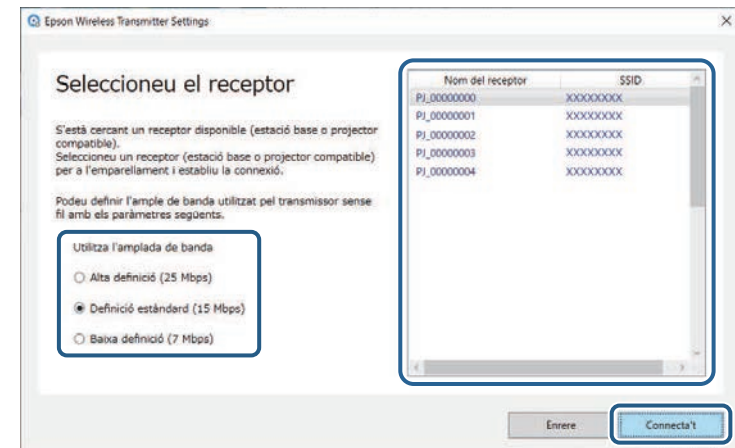 Epson Wireless Transmitter Settings
Seleccioneu el receptor
S'està cercant un receptor disponible (estació base o projector
compatible).
Seleccioneu un receptor (estació base o projector compatible)
per a l'emparellament i establiu la connexió.
Podeu definir l'ample de banda utilitzat pel transmissor sense
fil amb els paràmetres següents.
Utilitza l'amplada de banda
Alta definició (25 Mbps)
Definició estàndard (15 Mbps)
Baixa definició (7 Mbps)
Nom del receptor SSID
PJ_00000000 XXXXXXXX
PJ_00000001 XXXXXXXX
PJ_00000002 XXXXXXXX
PJ_00000003 XXXXXXXX
PJ_00000004 XXXXXXXX
Enrere Connecta't